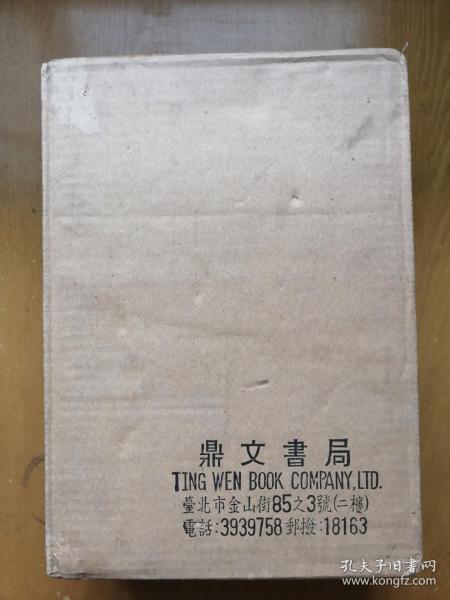 鼎文書局
TING WEN BOOK COMPANY, LTD.
臺北市金山街85之3號(二樓)
電話:3939758 郵撥:18163
孔夫子旧书网
www.kongfz.com